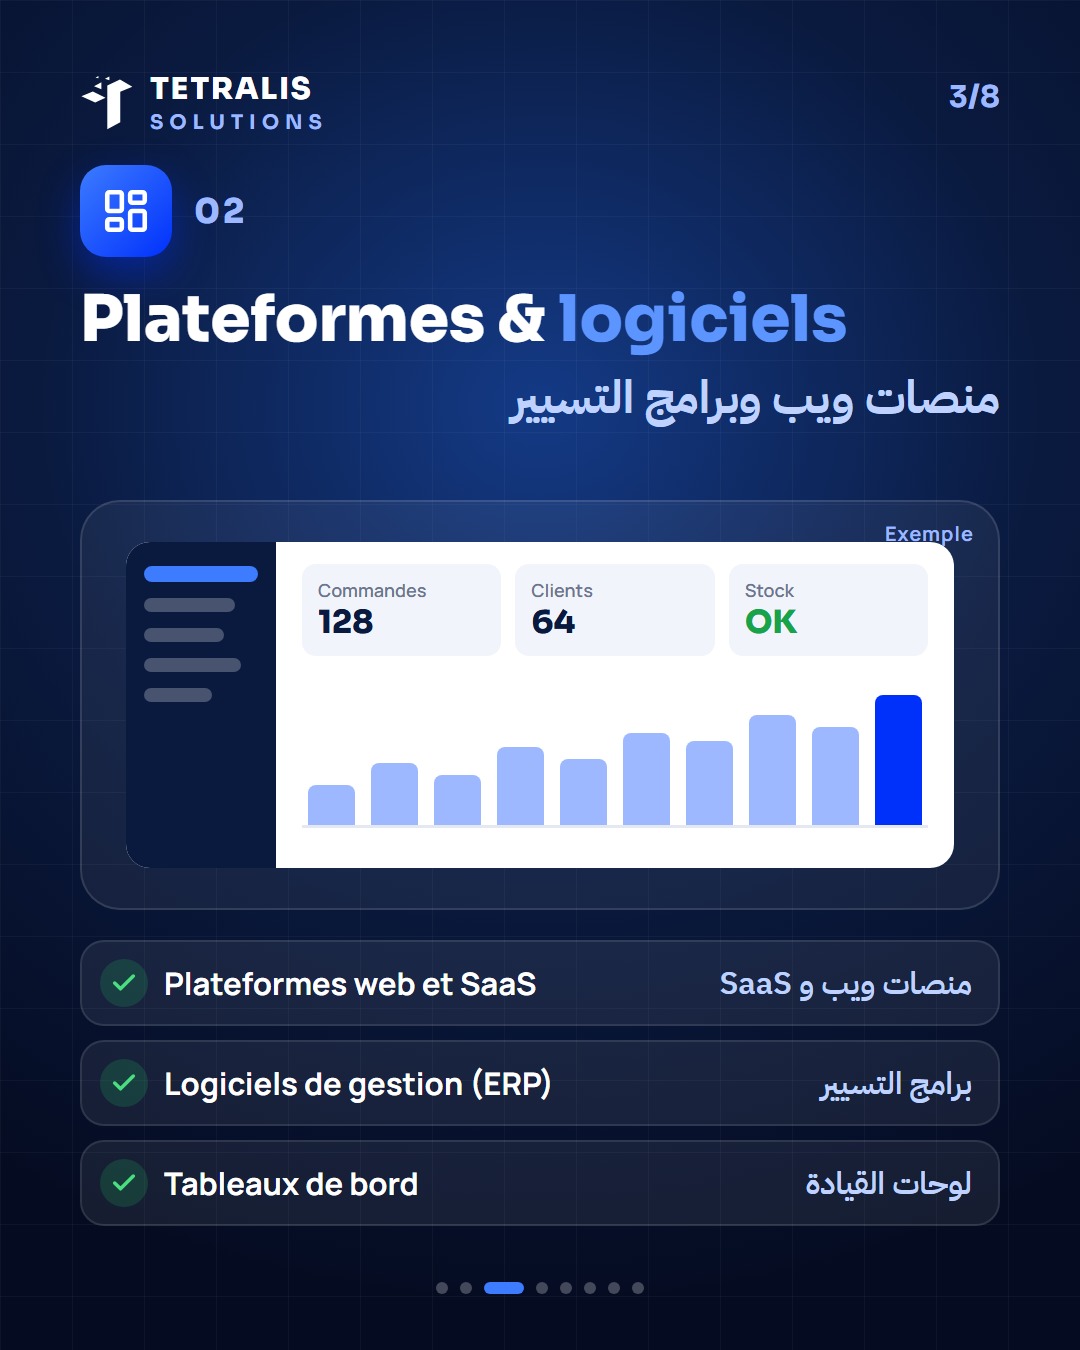 TETRALIS
SOLUTIONS
3/8
02
Plateformes & logiciels
منصات ويب وبرامج التسيير
Exemple
Commandes
128
Clients
64
Stock
OK
Plateformes web et SaaS
منصات ويب و SaaS
Logiciels de gestion (ERP)
برامج التسيير
Tableaux de bord
لوحات القيادة